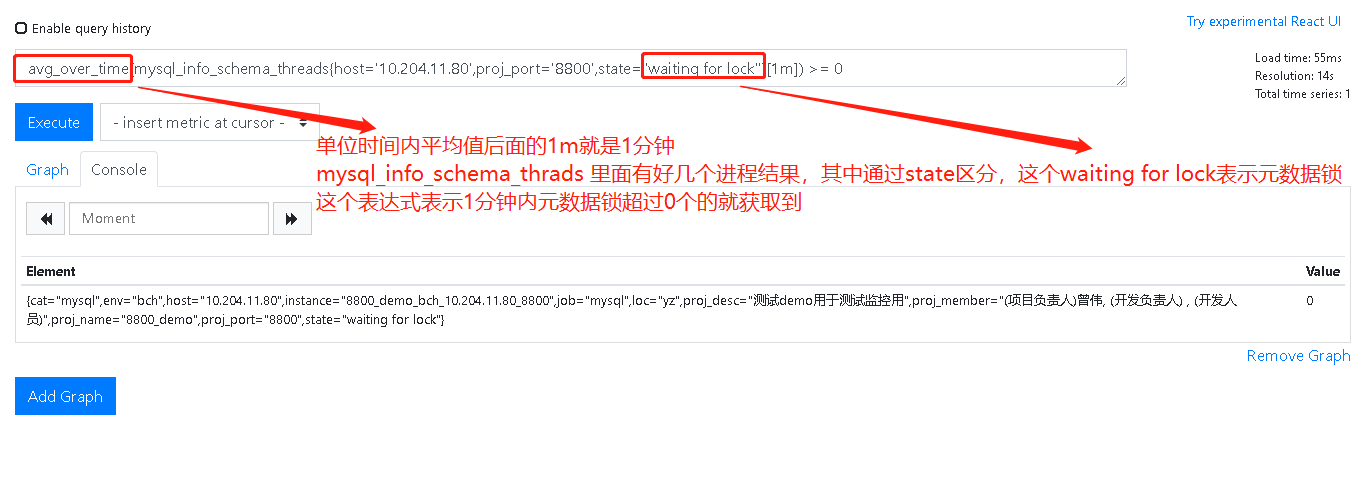 Enable query history
Try experimental React UI
avg_over_time(mysql_info_schema_threads{host='10.204.11.80',proj_port='8800',state='waiting for lock'}[1m]) >= 0
Load time: 55ms
Resolution: 14s
Total time series: 1
Execute
- insert metric at cursor -
单位时间内平均值后面的1m就是1分钟
mysql_info_schema_thrads 里面有好几个进程结果，其中通过state区分，这个waiting for lock表示元数据锁
这个表达式表示1分钟内元数据锁超过0个的就获取到
Graph
Console
Moment
Element
Value
{cat="mysql",env="bch",host="10.204.11.80",instance="8800_demo_bch_10.204.11.80_8800",job="mysql",loc="yz",proj_desc="测试demo用于测试监控用",proj_member="(项目负责人)曾伟, (开发负责人) , (开发人
员)",proj_name="8800_demo",proj_port="8800",state="waiting for lock"}
0
Remove Graph
Add Graph